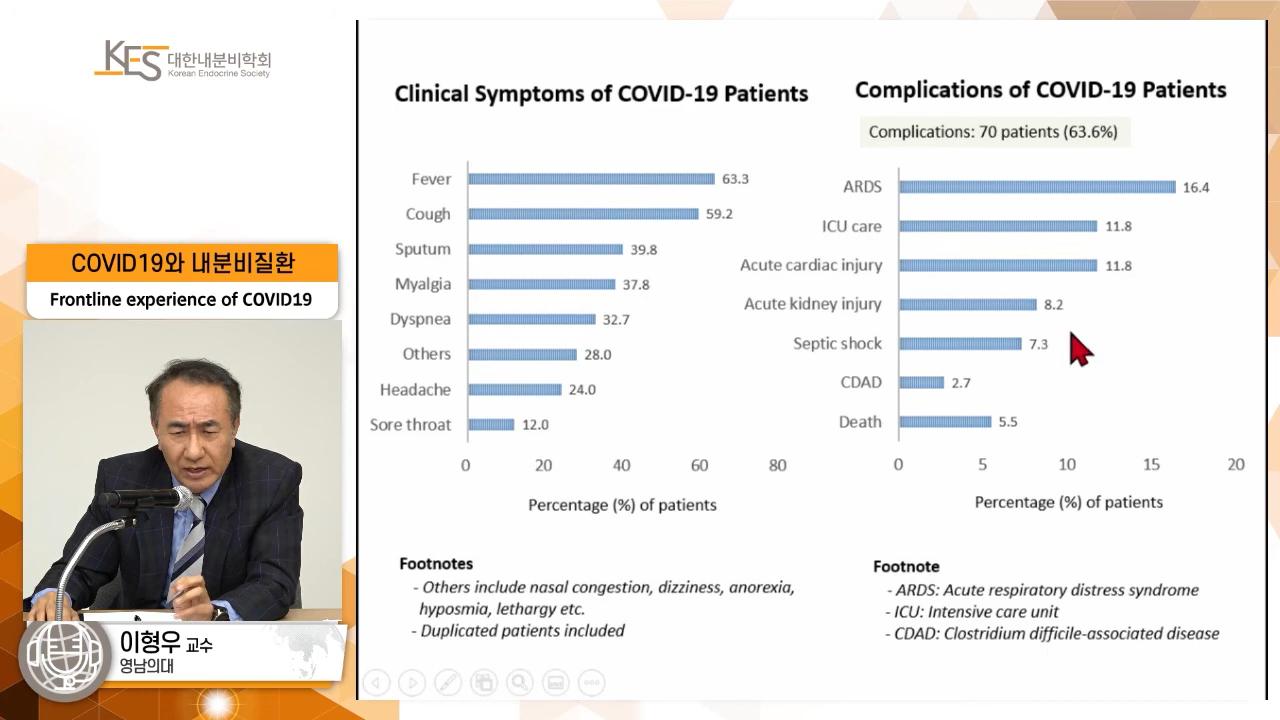 KES 대한내분비학회
Korean Endocrine Society
COVID19와 내분비질환
Frontline experience of COVID19
이형우 교수
영남의대
Clinical Symptoms of COVID-19 Patients
Fever 63.3
Cough 59.2
Sputum 39.8
Myalgia 37.8
Dyspnea 32.7
Others 28.0
Headache 24.0
Sore throat 12.0
0 20 40 60 80
Percentage (%) of patients
Footnotes
- Others include nasal congestion, dizziness, anorexia,
hyposmia, lethargy etc.
- Duplicated patients included
Complications of COVID-19 Patients
Complications: 70 patients (63.6%)
ARDS 16.4
ICU care 11.8
Acute cardiac injury 11.8
Acute kidney injury 8.2
Septic shock 7.3
CDAD 2.7
Death 5.5
0 5 10 15 20
Percentage (%) of patients
Footnote
- ARDS: Acute respiratory distress syndrome
- ICU: Intensive care unit
- CDAD: Clostridium difficile-associated disease